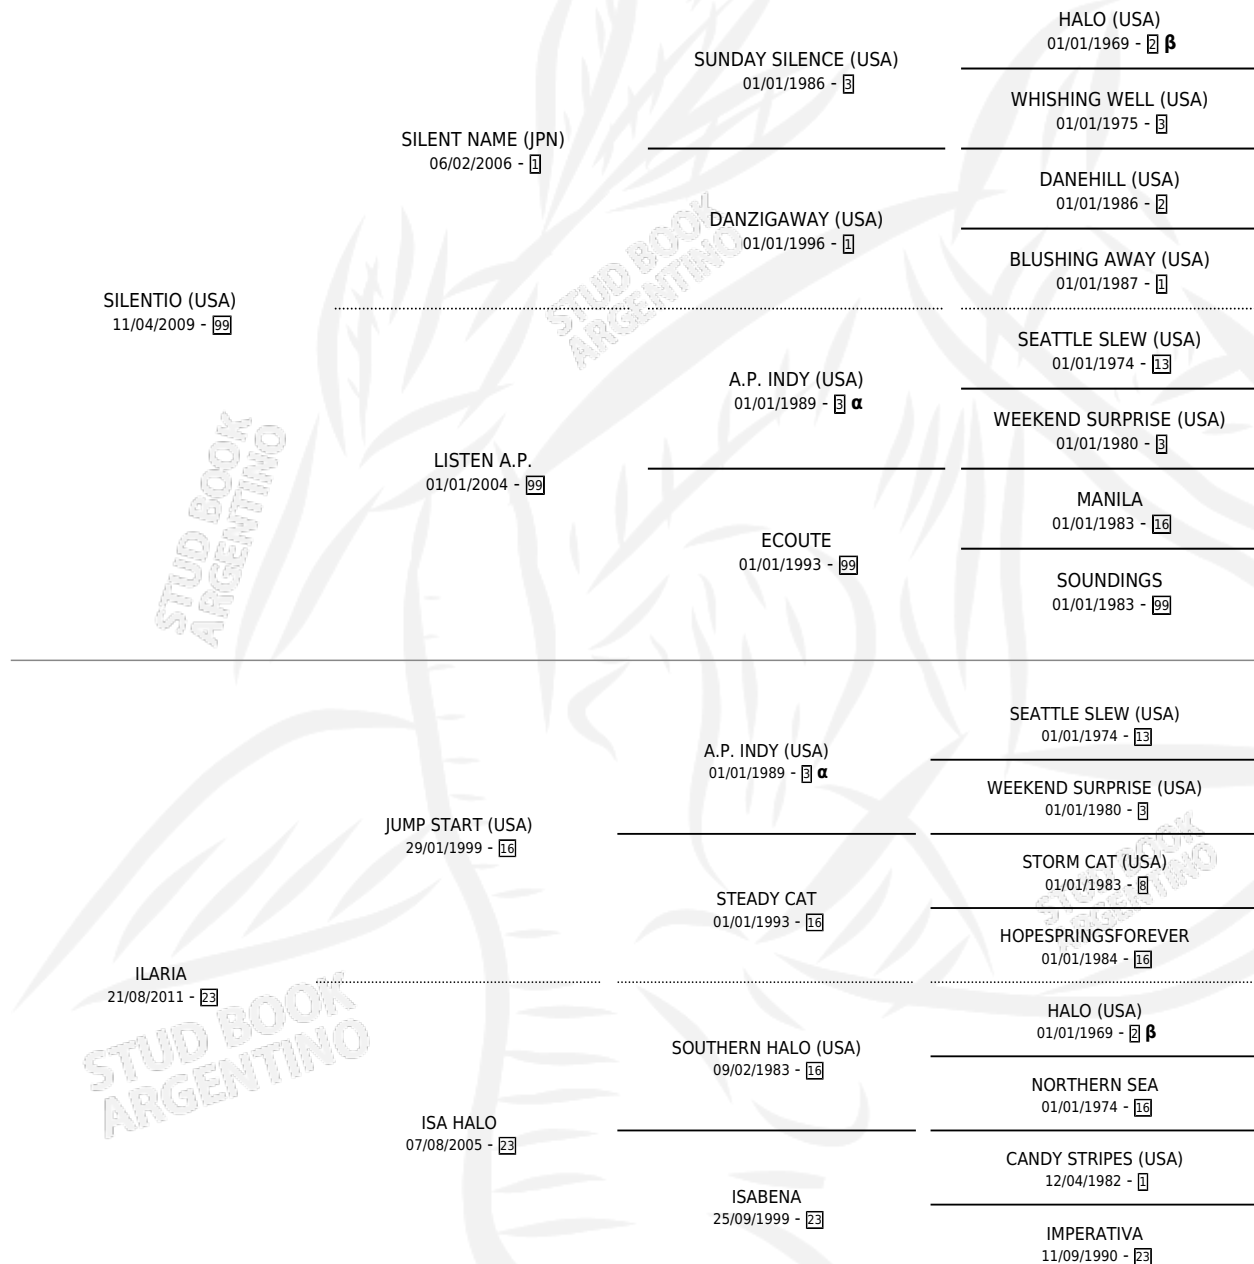 HALO (USA)
01/01/1969 - 2 β
SUNDAY SILENCE (USA)
01/01/1986 - 3
WHISHING WELL (USA)
01/01/1975 - 3
SILENT NAME (JPN)
06/02/2006 - 1
DANEHILL (USA)
01/01/1986 - 2
DANZIGAWAY (USA)
01/01/1996 - 1
BLUSHING AWAY (USA)
01/01/1987 - 1
STUD BOOK
ARGENTINO
SILENTIO (USA)
11/04/2009 - 99
SEATTLE SLEW (USA)
01/01/1974 - 13
A.P. INDY (USA)
01/01/1989 - 3 α
WEEKEND SURPRISE (USA)
01/01/1980 - 3
LISTEN A.P.
01/01/2004 - 99
MANILA
01/01/1983 - 16
ECOUTE
01/01/1993 - 99
SOUNDINGS
01/01/1983 - 99
STUD BOOK
ARGENTINO
SEATTLE SLEW (USA)
01/01/1974 - 13
A.P. INDY (USA)
01/01/1989 - 3 α
WEEKEND SURPRISE (USA)
01/01/1980 - 3
JUMP START (USA)
29/01/1999 - 16
STORM CAT (USA)
01/01/1983 - 8
STEADY CAT
01/01/1993 - 16
HOPESPRINGSFOREVER
01/01/1984 - 16
STUD BOOK
ARGENTINO
ILARIA
21/08/2011 - 23
HALO (USA)
01/01/1969 - 2 β
SOUTHERN HALO (USA)
09/02/1983 - 16
NORTHERN SEA
01/01/1974 - 16
ISA HALO
07/08/2005 - 23
CANDY STRIPES (USA)
12/04/1982 - 1
ISABENA
25/09/1999 - 23
IMPERATIVA
11/09/1990 - 23
STUD BOOK
ARGENTINO